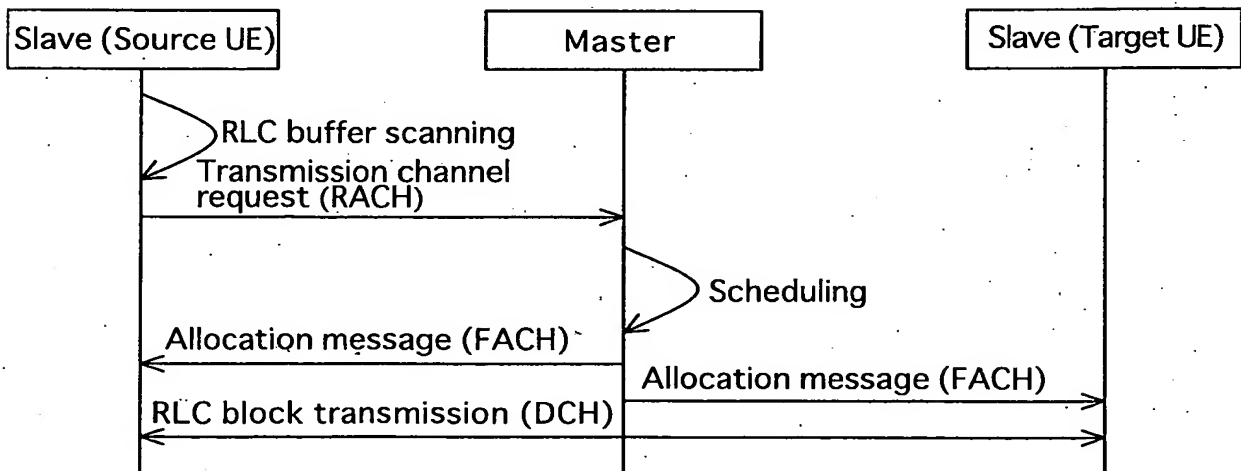 Slave (Source UE)
Master
Slave (Target UE)
RLC buffer scanning
Transmission channel
request (RACH)
Scheduling
Allocation message (FACH)
Allocation message (FACH)
RLC block transmission (DCH)